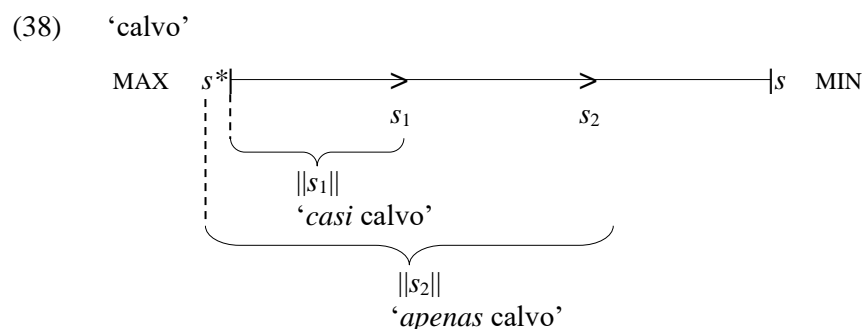 (38) ‘calvo’
MAX s* s MIN
s₁ s₂
||s₁||
‘casi calvo’
||s₂||
‘apenas calvo’